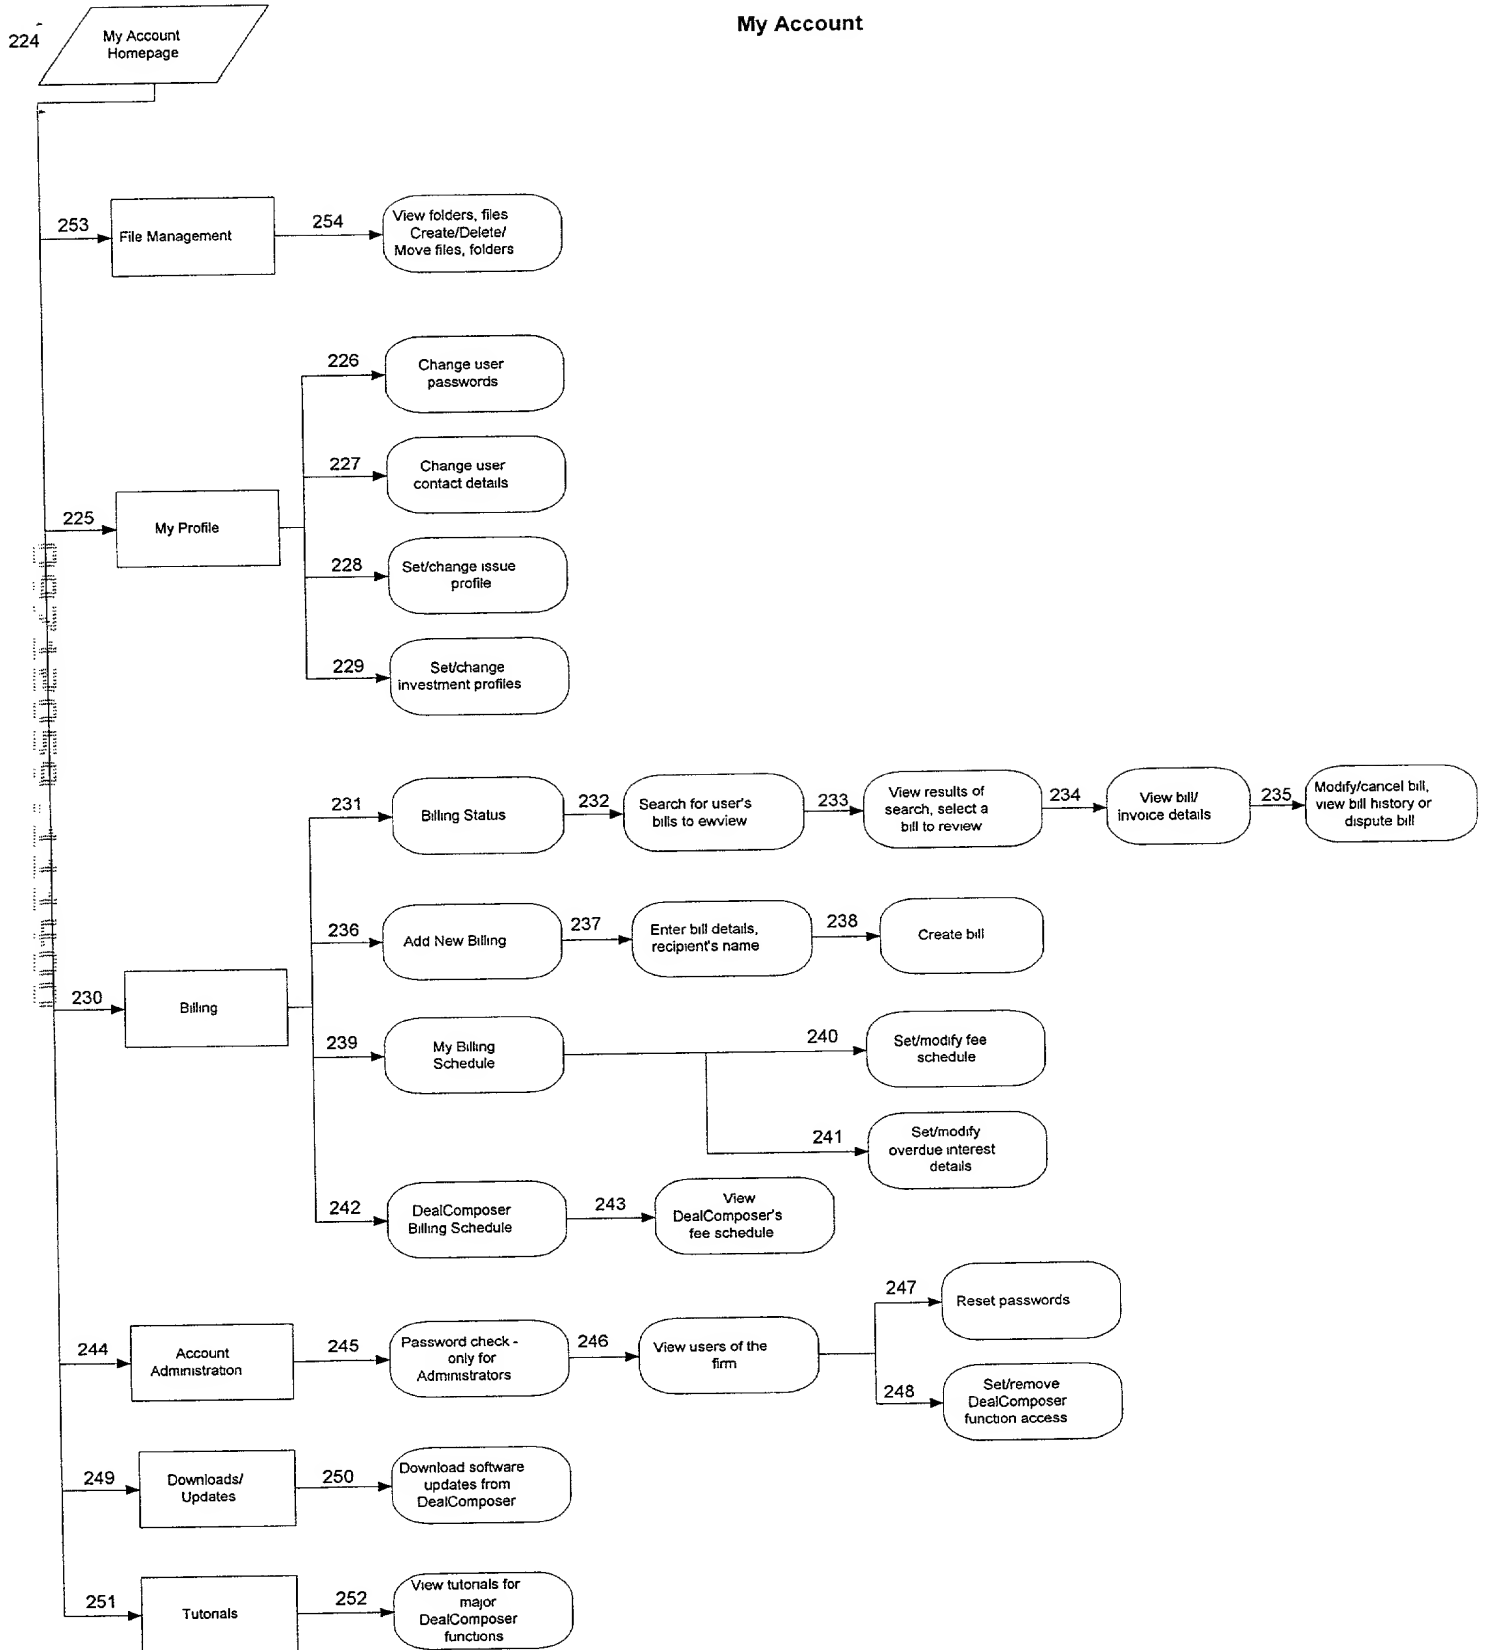 My Account
224
My Account
Homepage
253
File Management
254
View folders, files
Create/Delete/
Move files, folders
225
My Profile
226
Change user
passwords
227
Change user
contact details
228
Set/change issue
profile
229
Set/change
investment profiles
230
Billing
231
Billing Status
232
Search for user's
bills to ewview
233
View results of
search, select a
bill to review
234
View bill/
invoice details
235
Modify/cancel bill,
view bill history or
dispute bill
236
Add New Billing
237
Enter bill details,
recipient's name
238
Create bill
239
My Billing
Schedule
240
Set/modify fee
schedule
241
Set/modify
overdue interest
details
242
DealComposer
Billing Schedule
243
View
DealComposer's
fee schedule
244
Account
Administration
245
Password check -
only for
Administrators
246
View users of the
firm
247
Reset passwords
248
Set/remove
DealComposer
function access
249
Downloads/
Updates
250
Download software
updates from
DealComposer
251
Tutorials
252
View tutorials for
major
DealComposer
functions